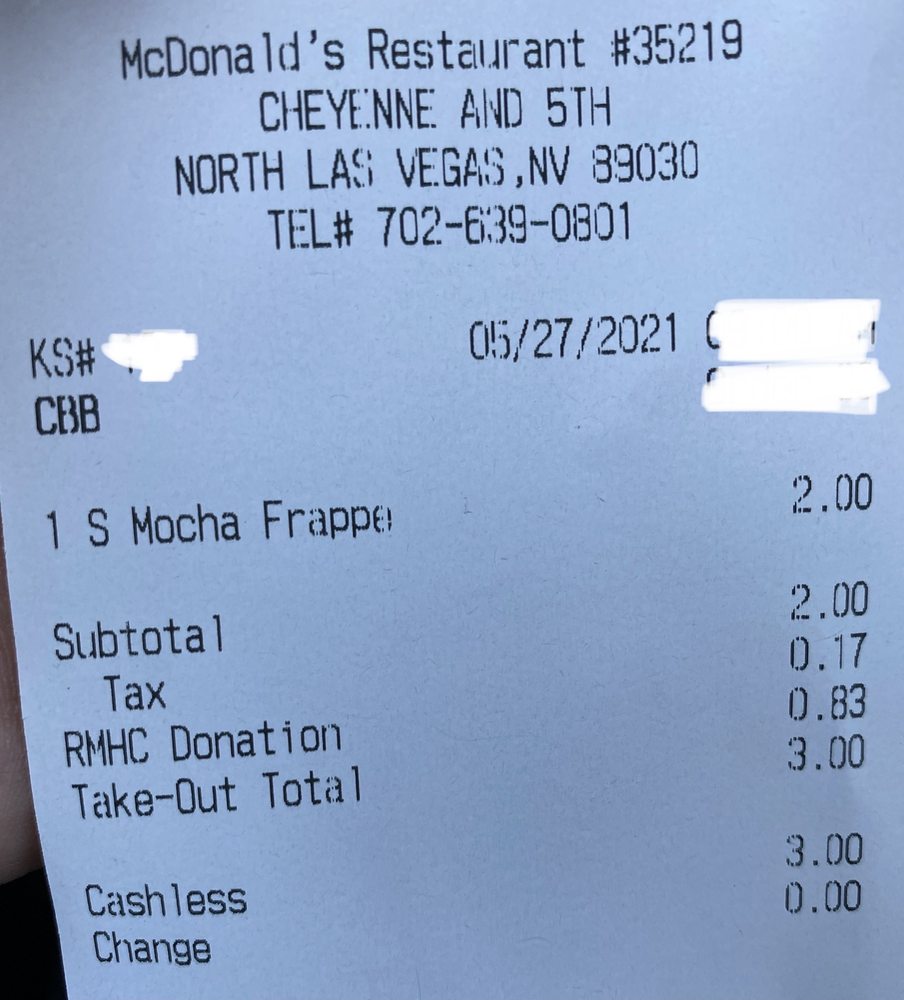 McDonald's Restaurant #35219
CHEYENNE AND 5TH
NORTH LAS VEGAS,NV 89030
TEL# 702-639-0801
KS# 05/27/2021
CBB
1 S Mocha Frappe 2.00
Subtotal 2.00
Tax 0.17
RMHC Donation 0.83
Take-Out Total 3.00
Cashless 3.00
Change 0.00